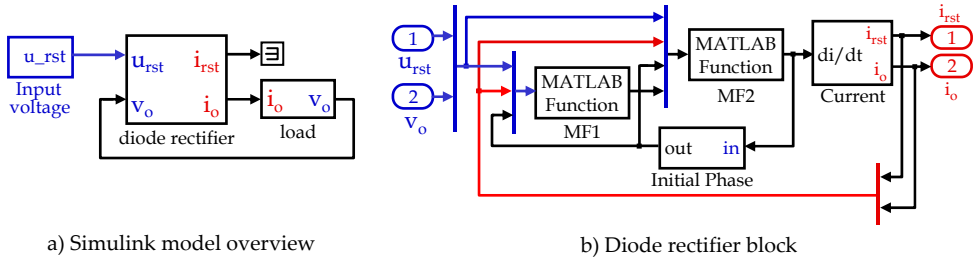 u_rst
Input
voltage
u_rst
v_o
i_rst
i_o
diode rectifier
i_o
v_o
load
a) Simulink model overview
1
u_rst
2
v_o
MATLAB
Function
MF1
MATLAB
Function
MF2
out
in
Initial Phase
di/dt
i_rst
i_o
Current
i_rst
1
2
i_o
b) Diode rectifier block